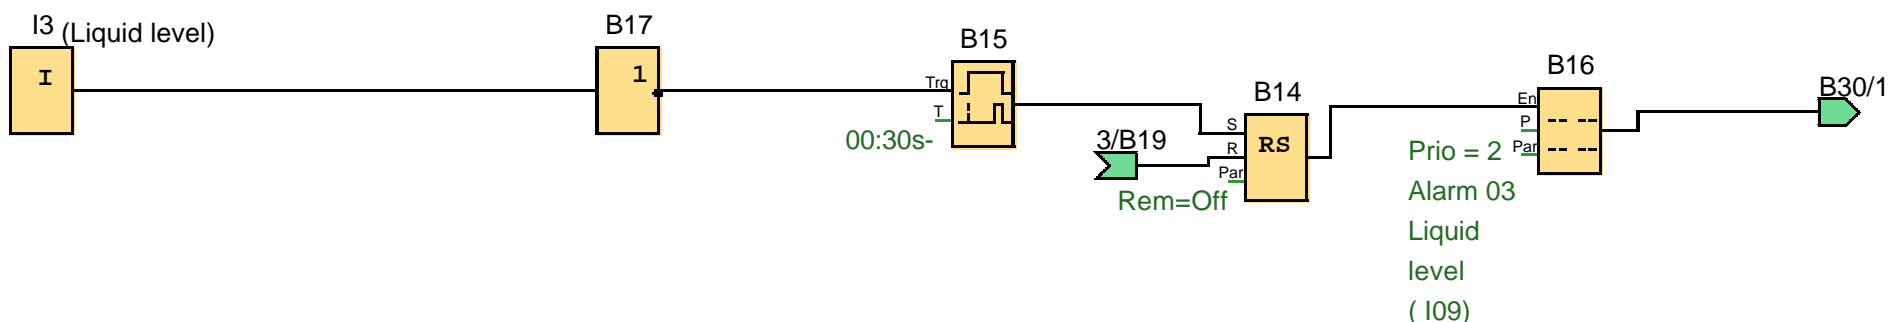 I3 (Liquid level)
I
B17
1
B15
Trg
T
00:30s-
B14
S
R
Par
RS
3/B19
Rem=Off
B16
En
P
Par
Prio = 2
Alarm 03
Liquid
level
( I09)
B30/1